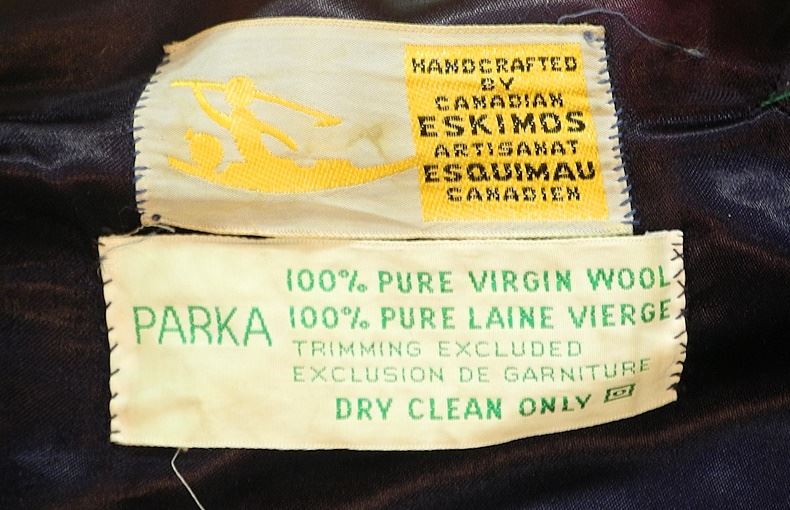 HANDCRAFTED
BY
CANADIAN
ESKIMOS
ARTISANAT
ESQUIMAU
CANADIEN
PARKA
100% PURE VIRGIN WOOL
100% PURE LAINE VIERGE
TRIMMING EXCLUDED
EXCLUSION DE GARNITURE
DRY CLEAN ONLY